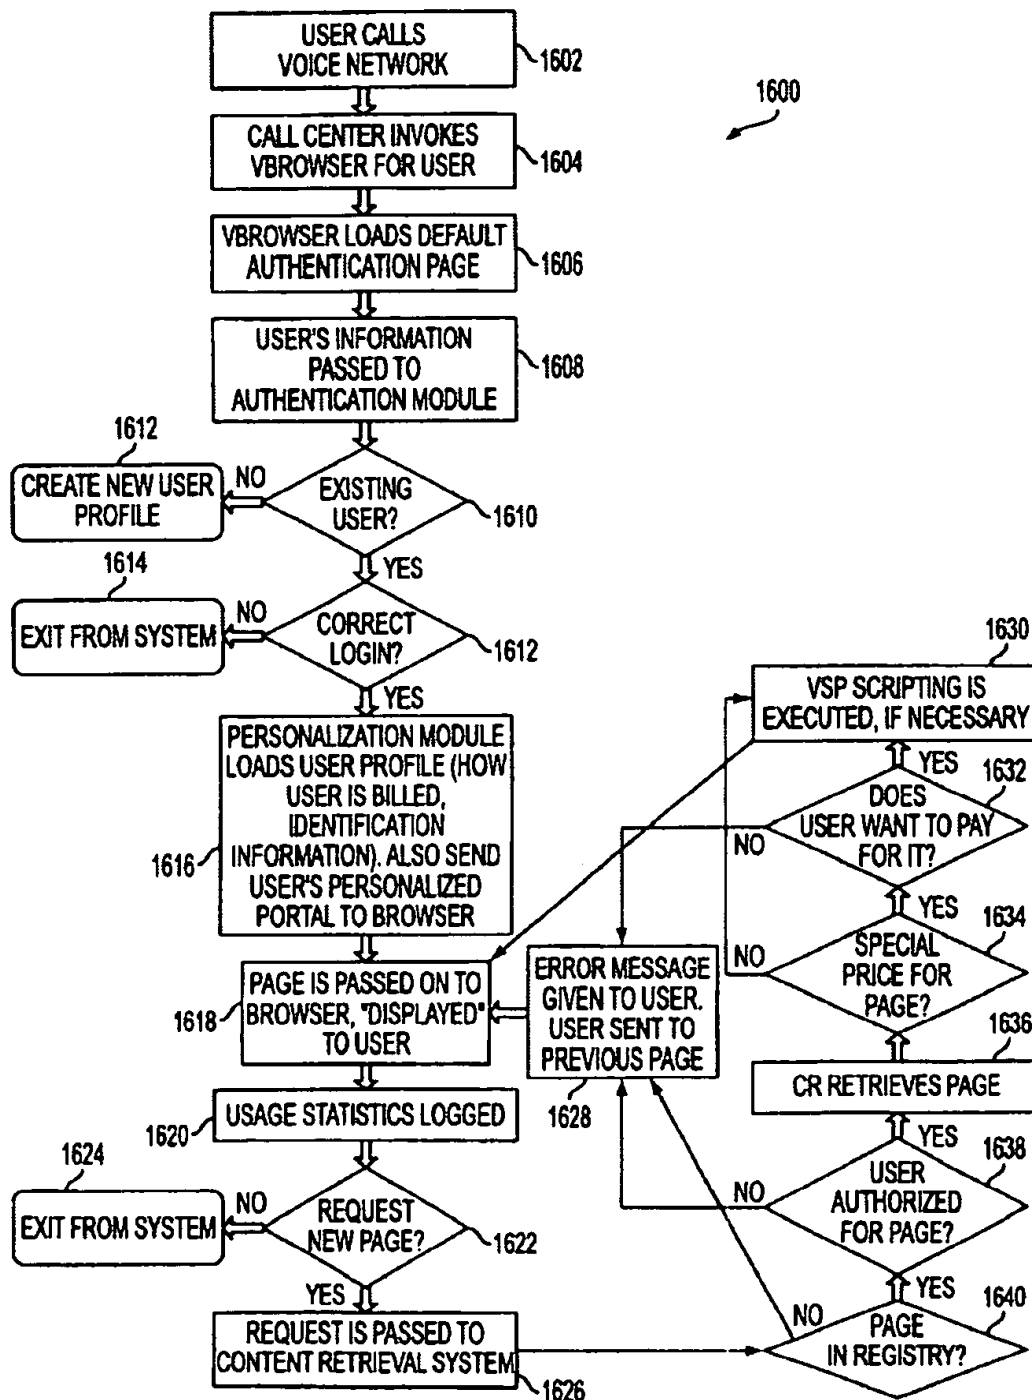 USER CALLS
VOICE NETWORK
1602
1600
CALL CENTER INVOKES
VBROWSER FOR USER
1604
VBROWSER LOADS DEFAULT
AUTHENTICATION PAGE
1606
USER'S INFORMATION
PASSED TO
AUTHENTICATION MODULE
1608
1612
CREATE NEW USER
PROFILE
NO
EXISTING
USER?
1610
YES
1614
EXIT FROM SYSTEM
NO
CORRECT
LOGIN?
1612
YES
PERSONALIZATION MODULE
LOADS USER PROFILE (HOW
USER IS BILLED,
IDENTIFICATION
INFORMATION). ALSO SEND
USER'S PERSONALIZED
PORTAL TO BROWSER
1616
PAGE IS PASSED ON TO
BROWSER, "DISPLAYED"
TO USER
1618
USAGE STATISTICS LOGGED
1620
1624
EXIT FROM SYSTEM
NO
REQUEST
NEW PAGE?
1622
YES
REQUEST IS PASSED TO
CONTENT RETRIEVAL SYSTEM
1626
ERROR MESSAGE
GIVEN TO USER.
USER SENT TO
PREVIOUS PAGE
1628
1630
VSP SCRIPTING IS
EXECUTED, IF NECESSARY
YES
1632
DOES
USER WANT TO PAY
FOR IT?
NO
YES
1634
SPECIAL
PRICE FOR
PAGE?
NO
1636
CR RETRIEVES PAGE
YES
1638
USER
AUTHORIZED
FOR PAGE?
NO
YES
1640
PAGE
IN REGISTRY?
NO